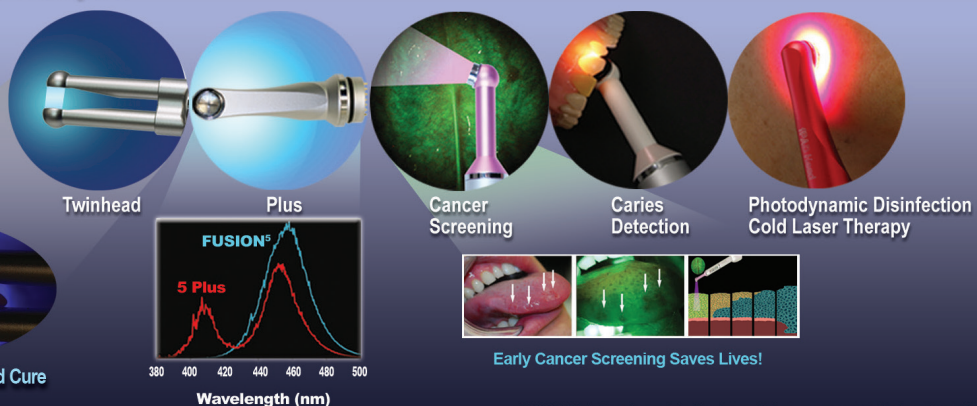 Twinhead
Plus
Cancer
Screening
Caries
Detection
Photodynamic Disinfection
Cold Laser Therapy
FUSION⁵
5 Plus
380 400 420 440 460 480 500
Wavelength (nm)
Early Cancer Screening Saves Lives!
d Cure